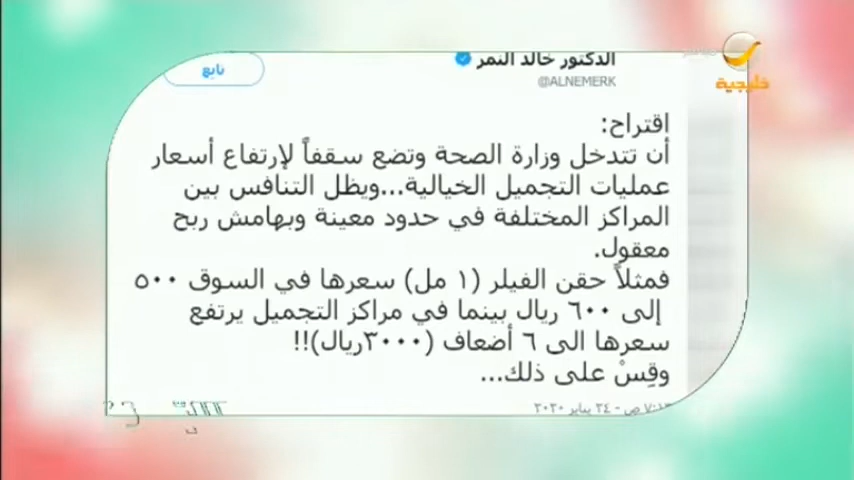 خليجية
الدكتور خالد النمر
تابع
@ALNEMERK
اقتراح:
أن تتدخل وزارة الصحة وتضع سقفاً لإرتفاع أسعار
عمليات التجميل الخيالية...ويظل التنافس بين
المراكز المختلفة في حدود معينة وبهامش ربح
معقول.
فمثلاً حقن الفيلر (١ مل) سعرها في السوق ٥٠٠
إلى ٦٠٠ ريال بينما في مراكز التجميل يرتفع
سعرها الى ٦ أضعاف (٣٠٠٠ريال)!!
وقِسْ على ذلك...
ص - ٢٤ يناير ٢٠٢٠